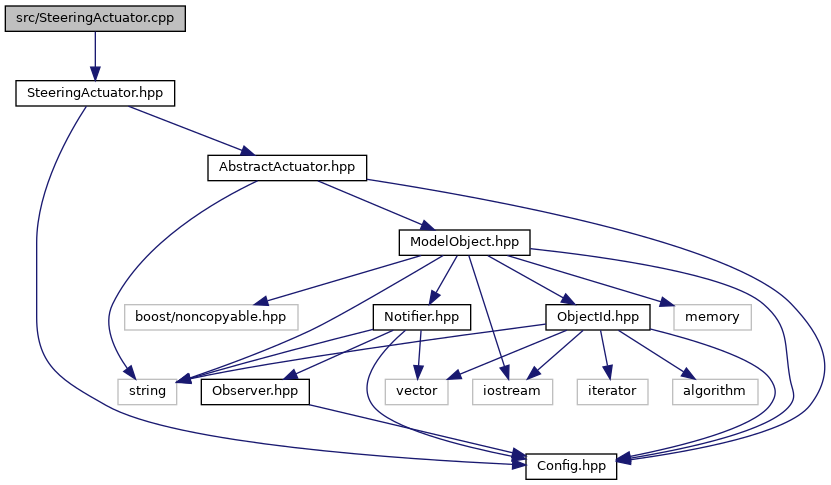 src/SteeringActuator.cpp
SteeringActuator.hpp
AbstractActuator.hpp
ModelObject.hpp
boost/noncopyable.hpp
Notifier.hpp
ObjectId.hpp
memory
string
Observer.hpp
vector
iostream
iterator
algorithm
Config.hpp